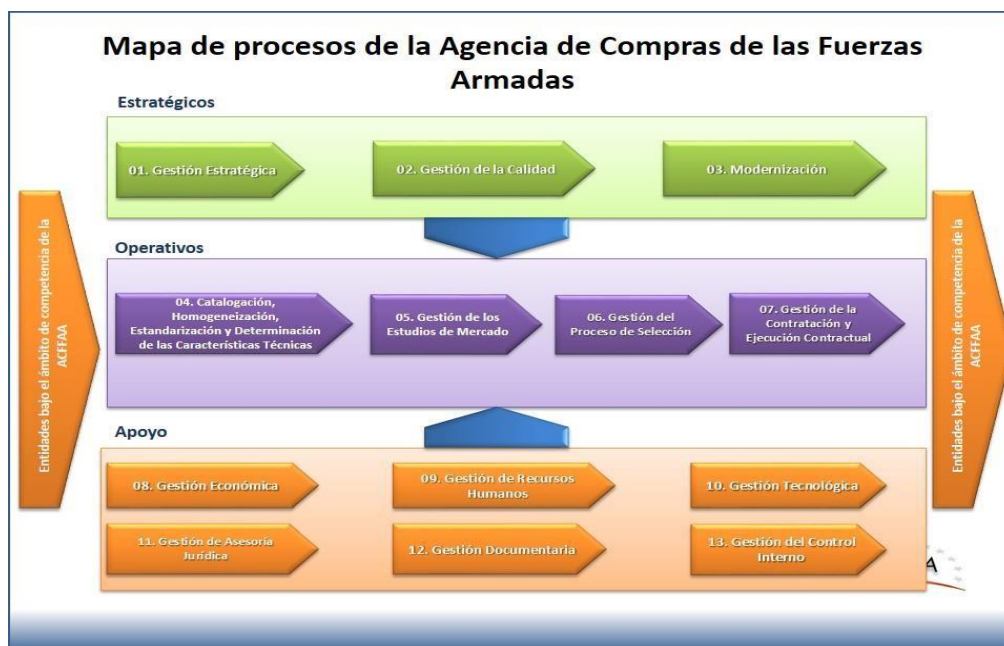 Mapa de procesos de la Agencia de Compras de las Fuerzas
Armadas
Estratégicos
01. Gestión Estratégica
02. Gestión de la Calidad
03. Modernización
Entidades bajo el ámbito de competencia de la
ACFFAA
Operativos
04. Catalogación,
Homogeneización,
Estandarización y Determinación
de las Características Técnicas
05. Gestión de los
Estudios de Mercado
06. Gestión del
Proceso de Selección
07. Gestión de la
Contratación y
Ejecución Contractual
Entidades bajo el ámbito de competencia de la
ACFFAA
Apoyo
08. Gestión Económica
09. Gestión de Recursos
Humanos
10. Gestión Tecnológica
11. Gestión de Asesoría
Jurídica
12. Gestión Documentaria
13. Gestión del Control
Interno
A